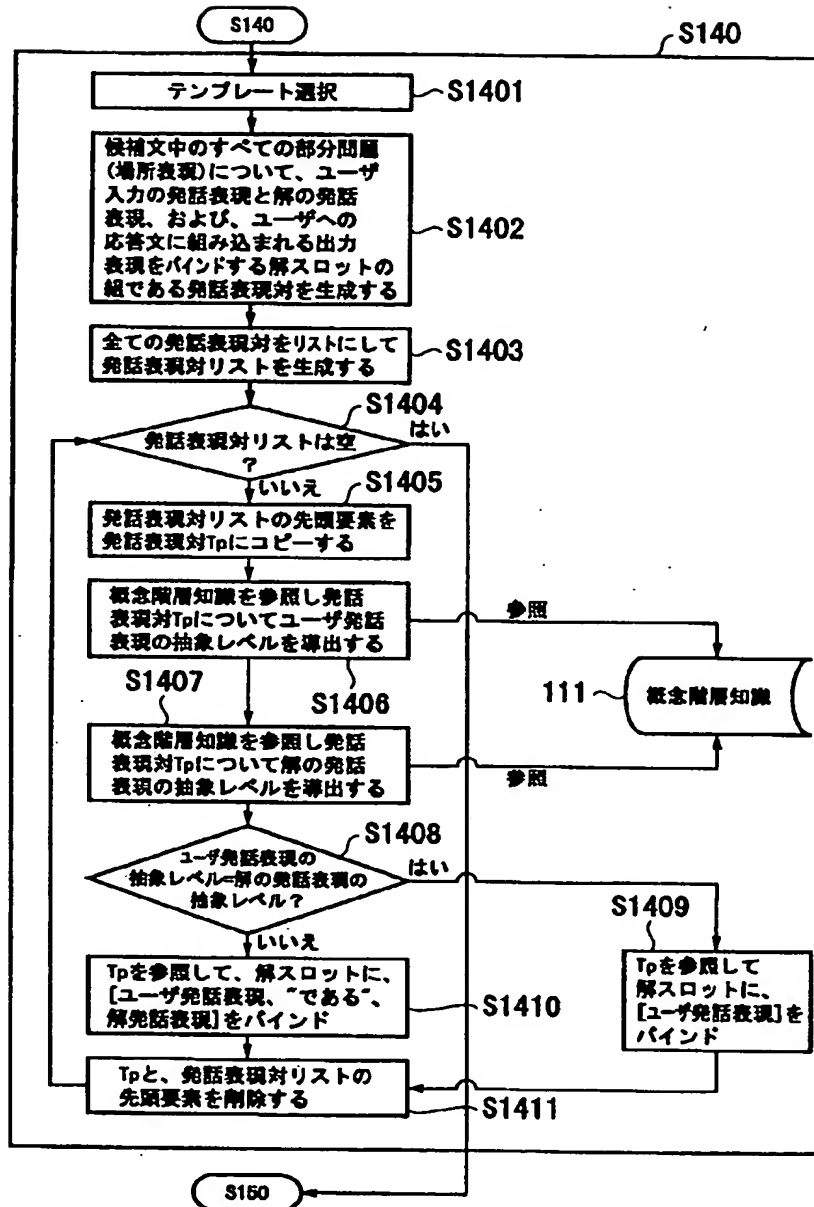 S140
S140
テンプレート選択
S1401
候補文中のすべての部分問題
(場所表現)について、ユーザ
入力の発話表現と解の発話
表現、および、ユーザへの
応答文に組み込まれる出力
表現をバインドする解スロットの
組である発話表現対を生成する
S1402
全ての発話表現対をリストにして
発話表現対リストを生成する
S1403
S1404
発話表現対リストは空
?
はい
いいえ
S1405
発話表現対リストの先頭要素を
発話表現対Tpにコピーする
概念階層知識を参照し発話
表現対Tpについてユーザ発話
表現の抽象レベルを導出する
参照
S1406
111
概念階層知識
S1407
概念階層知識を参照し発話
表現対Tpについて解の発話
表現の抽象レベルを導出する
参照
S1408
ユーザ発話表現の
抽象レベル=解の発話表現の
抽象レベル?
はい
いいえ
S1409
Tpを参照して
解スロットに、
[ユーザ発話表現]を
バインド
Tpを参照して、解スロットに、
[ユーザ発話表現、"である"、
解発話表現]をバインド
S1410
Tpと、発話表現対リストの
先頭要素を削除する
S1411
S150